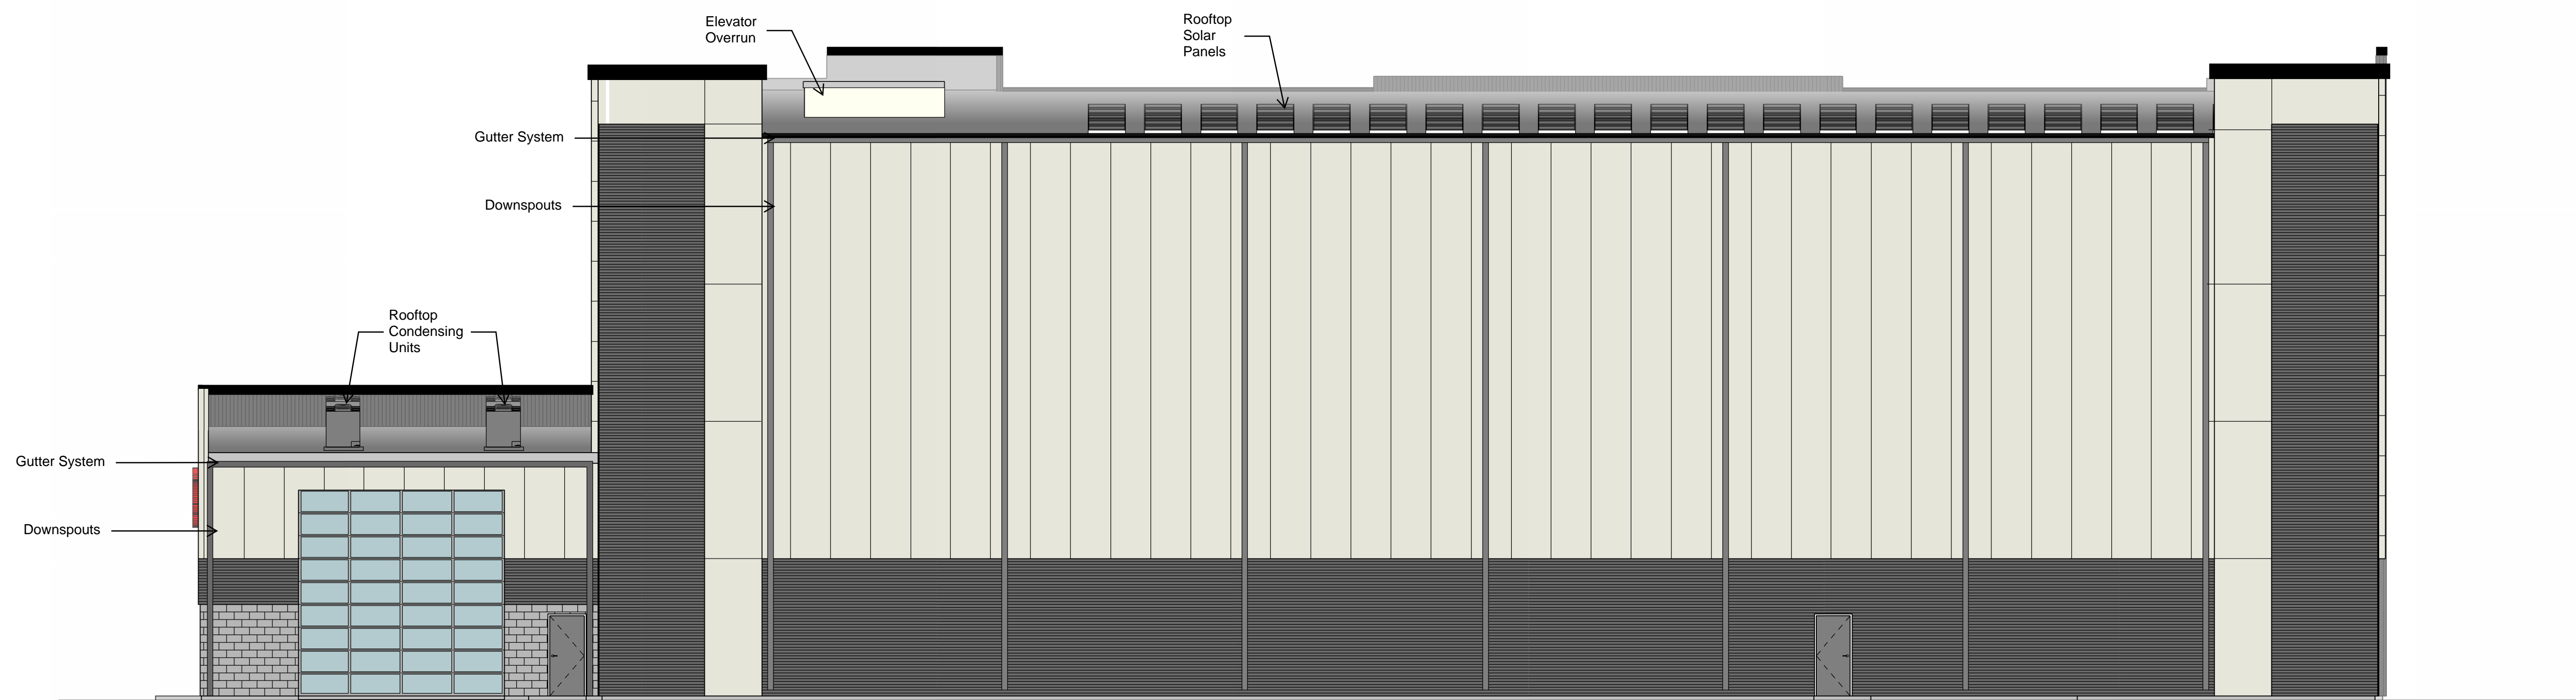 Elevator
Overrun
Rooftop
Solar
Panels
Gutter System
Downspouts
Rooftop
Condensing
Units
Gutter System
Downspouts